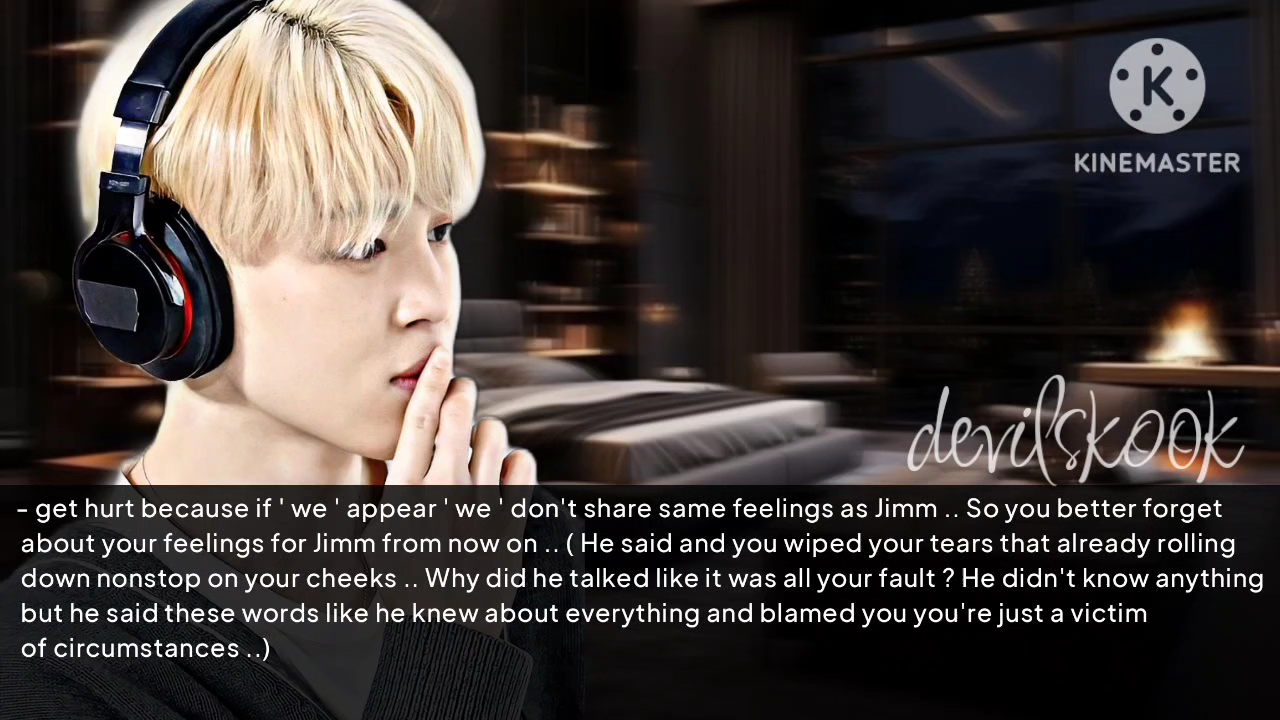 KINEMASTER
devilskook
- get hurt because if ' we ' appear ' we ' don't share same feelings as Jimm .. So you better forget
about your feelings for Jimm from now on .. ( He said and you wiped your tears that already rolling
down nonstop on your cheeks .. Why did he talked like it was all your fault ? He didn't know anything
but he said these words like he knew about everything and blamed you you're just a victim
of circumstances ..)